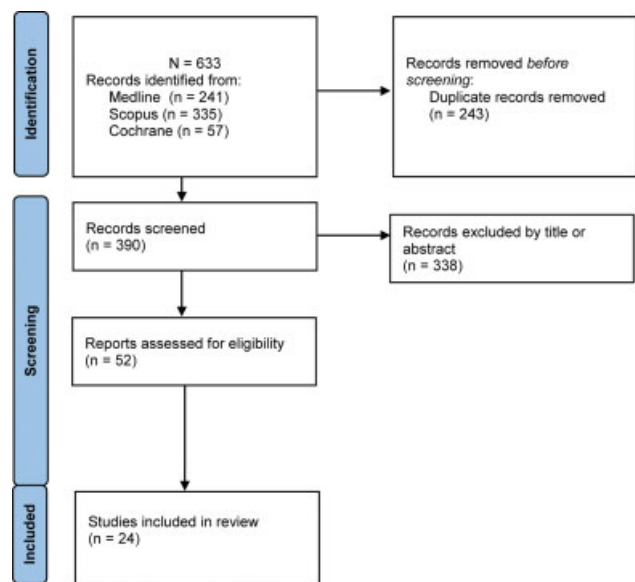 Identification
N = 633
Records identified from:
Medline (n = 241)
Scopus (n = 335)
Cochrane (n = 57)
Records removed before
screening:
Duplicate records removed
(n = 243)
Screening
Records screened
(n = 390)
Records excluded by title or
abstract
(n = 338)
Reports assessed for eligibility
(n = 52)
Included
Studies included in review
(n = 24)